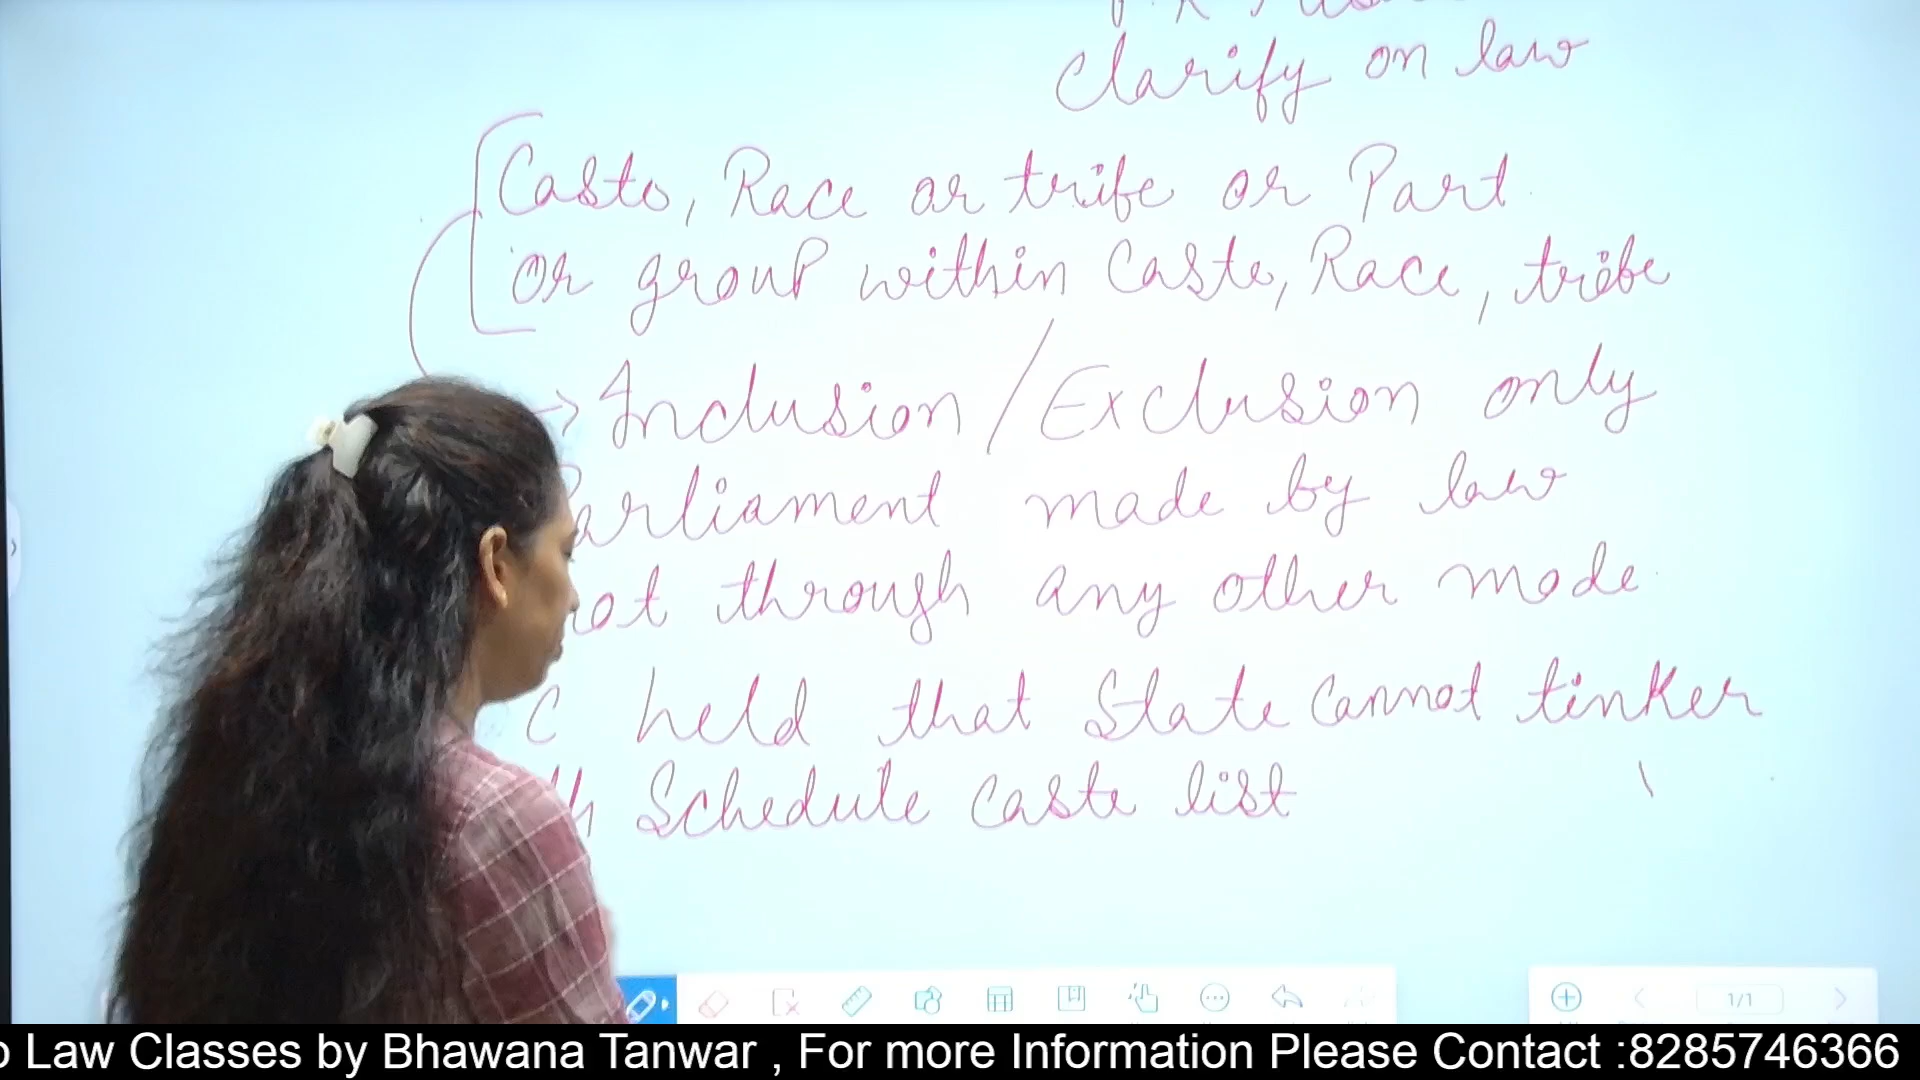 clarify on law
Caste, Race or tribe or Part
or group within Caste, Race, tribe
→ Inclusion/Exclusion only
arliament made by law
ot through any other mode
C held that State cannot tinker
h Schedule caste list
1/1
o Law Classes by Bhawana Tanwar , For more Information Please Contact :8285746366